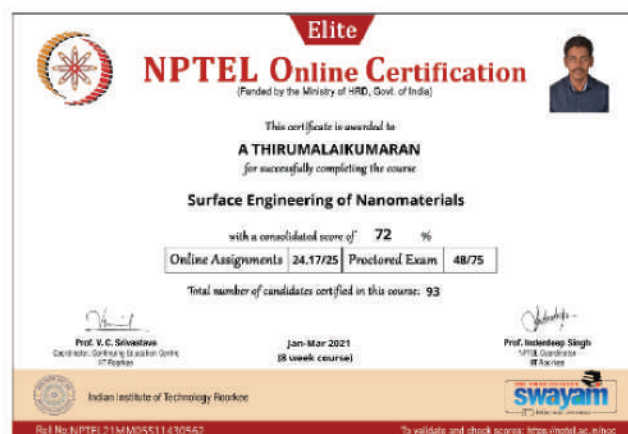 Elite
NPTEL Online Certification
(Funded by the Ministry of HRD, Govt. of India)
This certificate is awarded to
A THIRUMALAIKUMARAN
for successfully completing the course
Surface Engineering of Nanomaterials
with a consolidated score of 72 %
Online Assignments 24.17/25 Proctored Exam 48/75
Total number of candidates certified in this course: 93
Prof. V. C. Srivastava
Coordinator, Continuing Education Centre
IIT Roorkee
Jan-Mar 2021
(8 week course)
Prof. Inderdeep Singh
NPTEL Coordinator
IIT Roorkee
Indian Institute of Technology Roorkee
swayam
Roll No:NPTEL21MM05S11430562
To validate and check scores: https://nptel.ac.in/noc